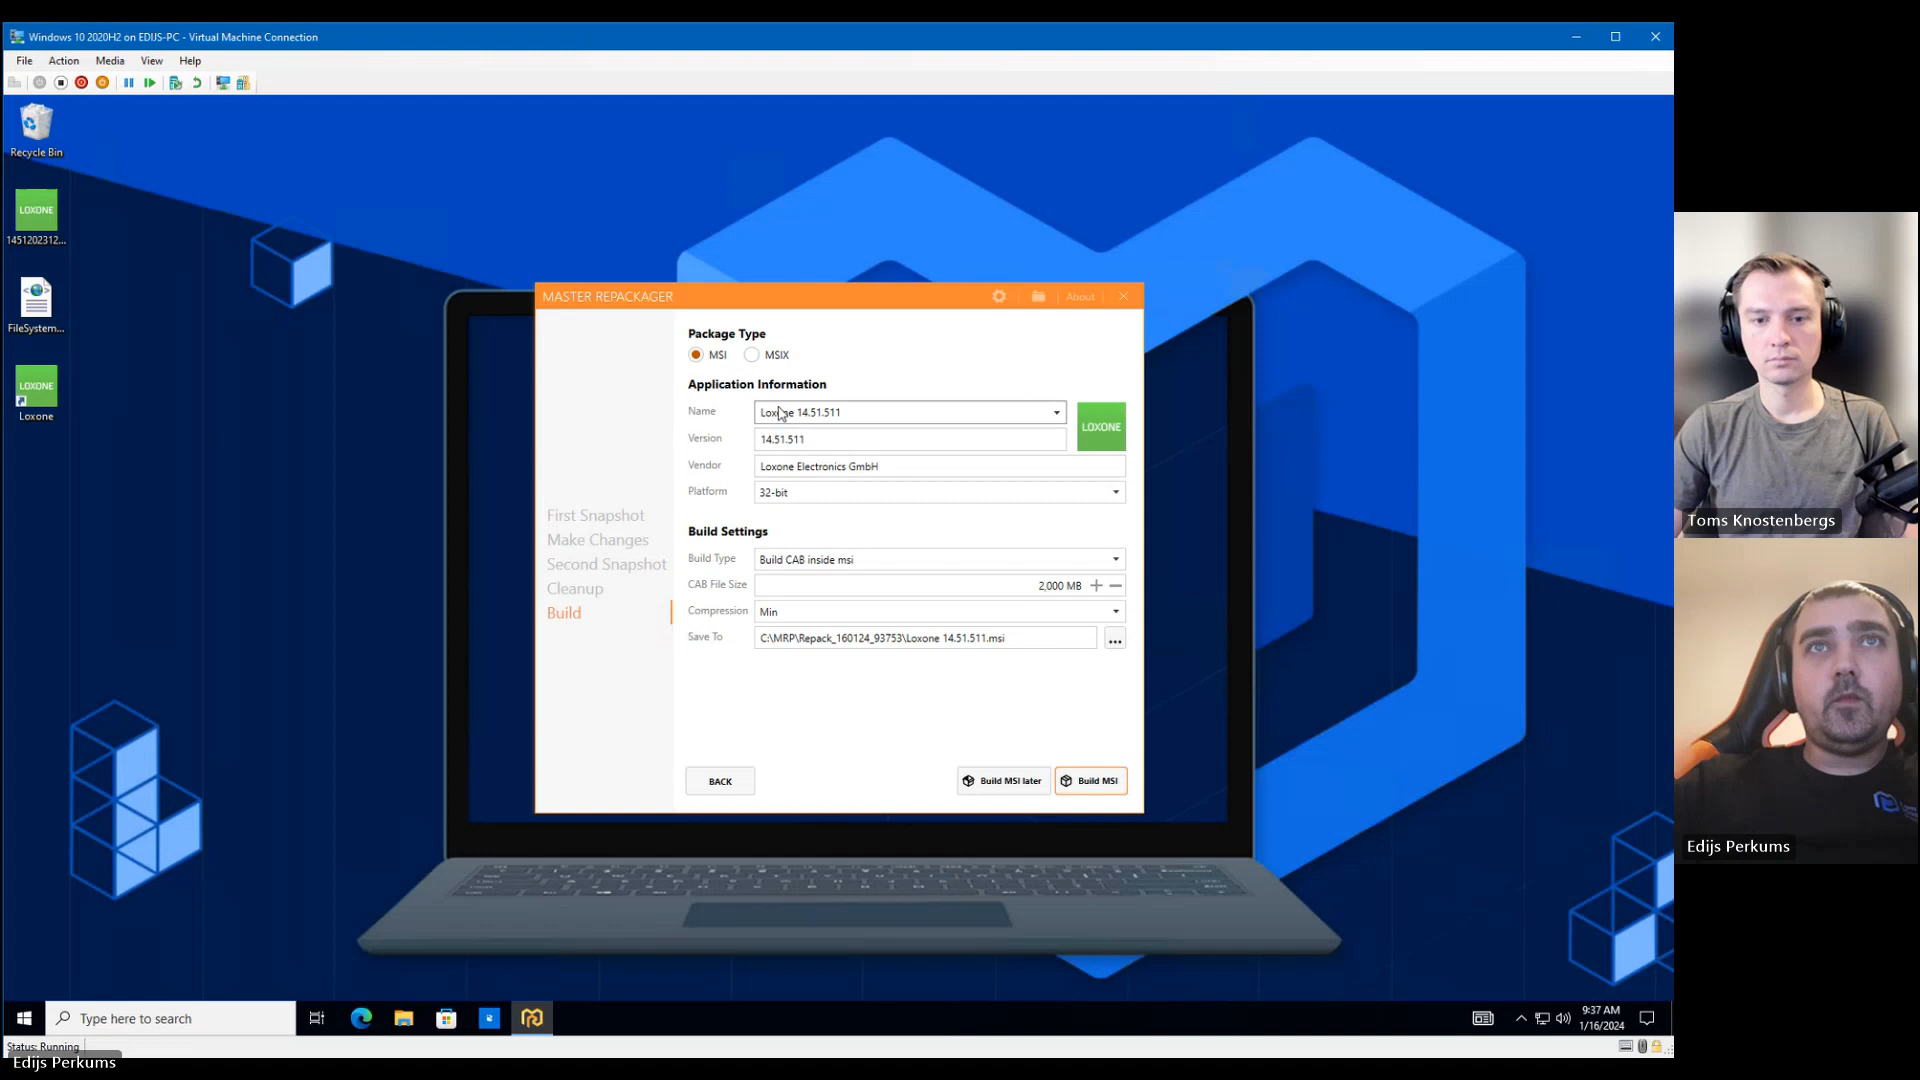 Windows 10 2020H2 on EDIJS-PC - Virtual Machine Connection
File Action Media View Help
Recycle Bin
LOXONE
1451202312...
FileSystem...
LOXONE
Loxone
MASTER REPACKAGER
About
First Snapshot
Make Changes
Second Snapshot
Cleanup
Build
Package Type
MSI MSIX
Application Information
Name Loxone 14.51.511
LOXONE
Version 14.51.511
Vendor Loxone Electronics GmbH
Platform 32-bit
Build Settings
Build Type Build CAB inside msi
CAB File Size 2,000 MB
Compression Min
Save To C:\MRP\Repack_160124_93753\Loxone 14.51.511.msi
...
BACK
Build MSI later
Build MSI
Toms Knostenbergs
Edijs Perkums
Type here to search
9:37 AM
1/16/2024
Status: Running
Edijs Perkums